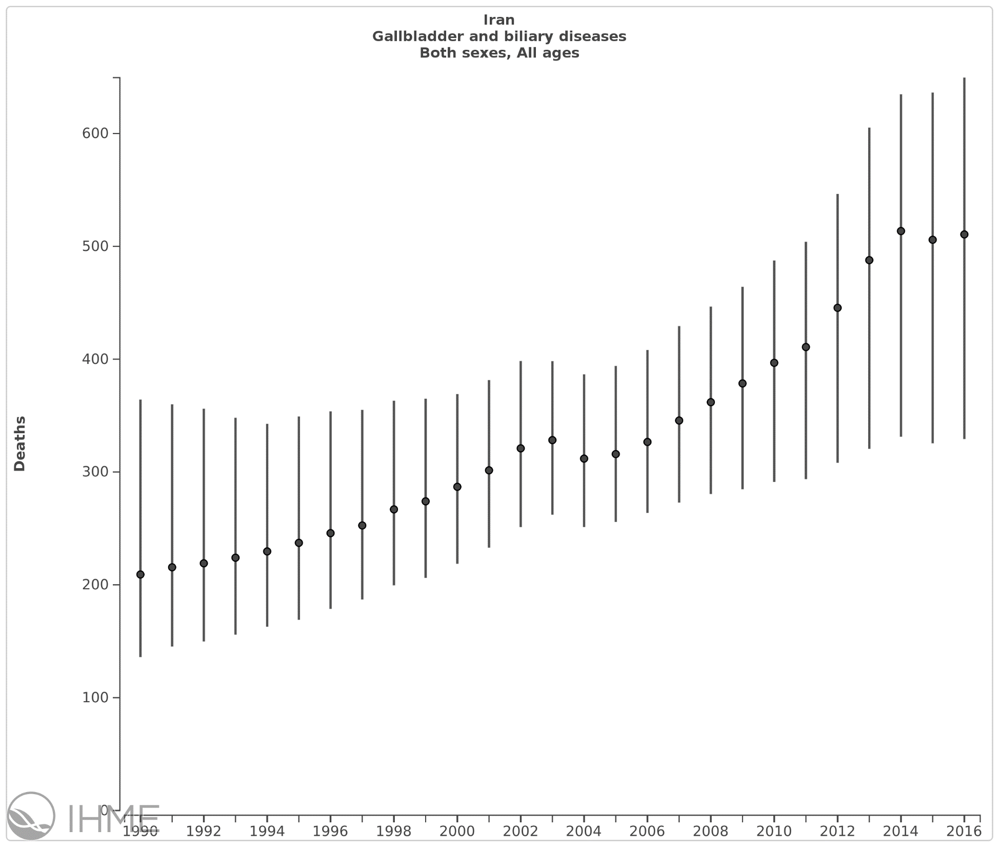 Iran
Gallbladder and biliary diseases
Both sexes, All ages
600
500
400
300
200
100
0
Deaths
IHME
1990 1992 1994 1996 1998 2000 2002 2004 2006 2008 2010 2012 2014 2016